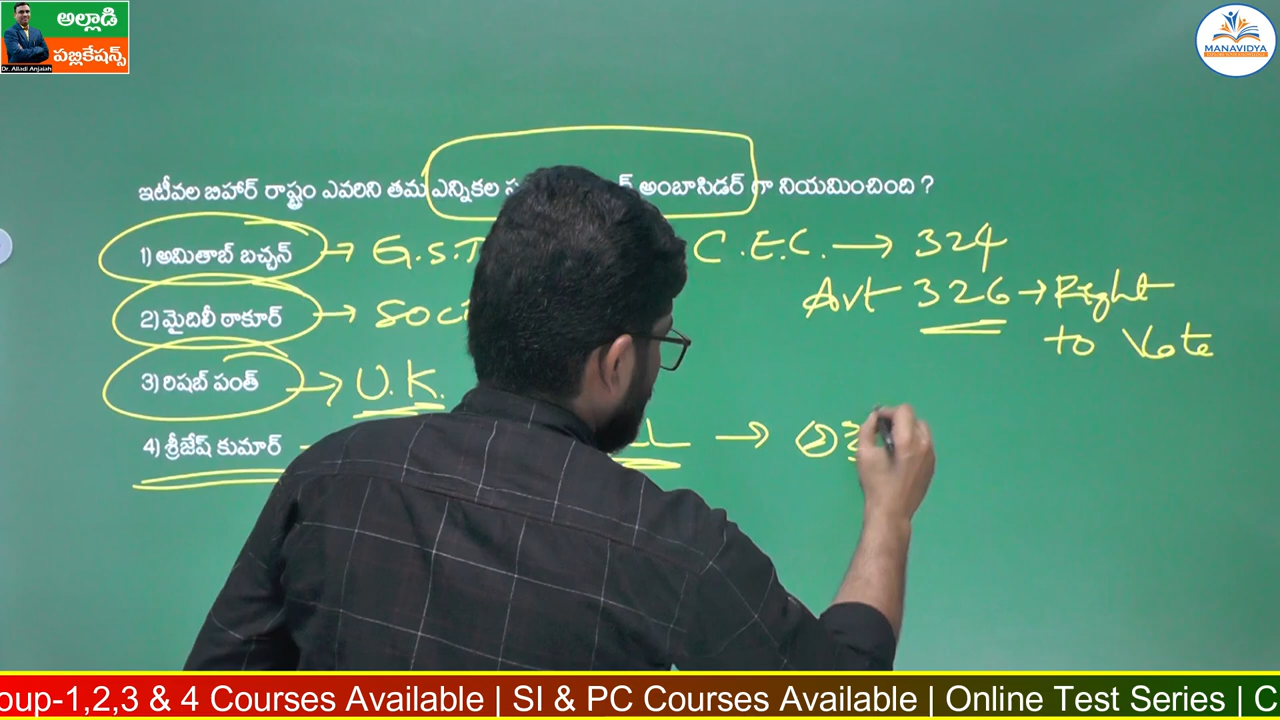 అల్లాడి
పబ్లికేషన్స్
Dr. Alladi Anjaiah
MANAVIDYA
ఇటీవల బిహార్ రాష్ట్రం ఎవరిని తమ ఎన్నికల అంబాసిడర్ గా నియమించింది ?
1) అమితాబ్ బచ్చన్ → G.S.T C.E.C. → 324
Art 326 → Right
2) మైదిలీ ఠాకూర్ →
to Vote
3) రిషబ్ పంత్ → U.K.
4) శ్రీజేష్ కుమార్ →
oup-1,2,3 & 4 Courses Available | SI & PC Courses Available | Online Test Series | C